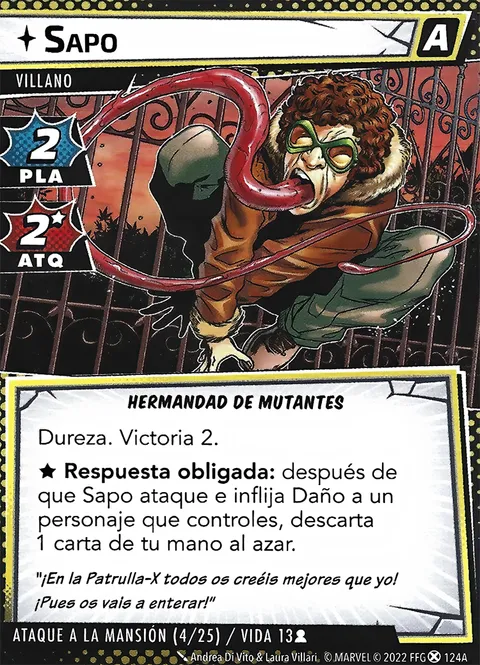 SAPO
A
VILLANO
2
PLA
2★
ATQ
HERMANDAD DE MUTANTES
Dureza. Victoria 2.
★ Respuesta obligada: después de
que Sapo ataque e inflija Daño a un
personaje que controles, descarta
1 carta de tu mano al azar.
"¡En la Patrulla-X todos os creéis mejores que yo!
¡Pues os vais a enterar!"
ATAQUE A LA MANSIÓN (4/25) / VIDA 13
Andrea Di Vito & Laura Villari. © MARVEL © 2022 FFG 124A